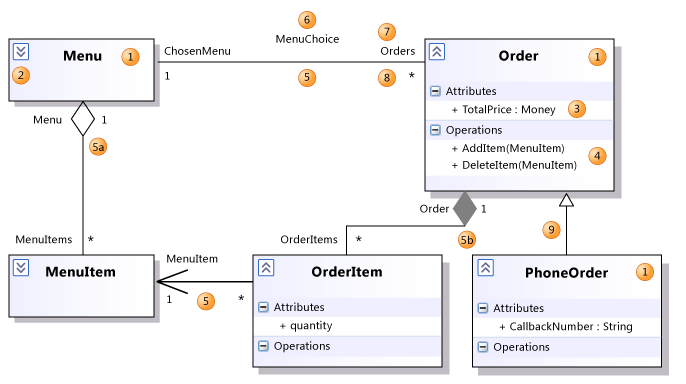 6
MenuChoice
7
Menu
1
2
ChosenMenu
1
5
Orders
8
*
Order
1
Attributes
+ TotalPrice : Money
3
Operations
+ AddItem(MenuItem)
+ DeleteItem(MenuItem)
4
Menu
1
5a
MenuItems
*
Order
1
5b
OrderItems
*
9
MenuItem
MenuItem
1
5
*
OrderItem
Attributes
+ quantity
Operations
PhoneOrder
1
Attributes
+ CallbackNumber : String
Operations